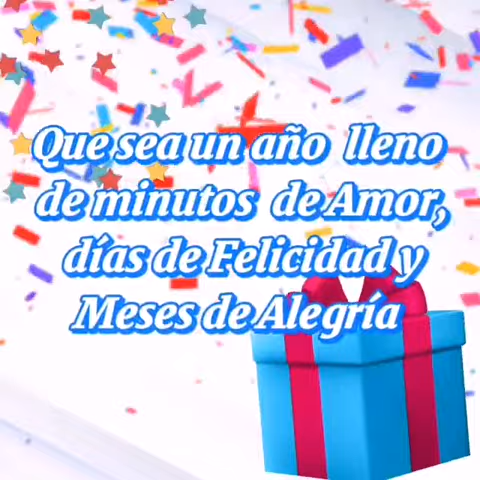 Que sea un año lleno
de minutos de Amor,
días de Felicidad y
Meses de Alegría